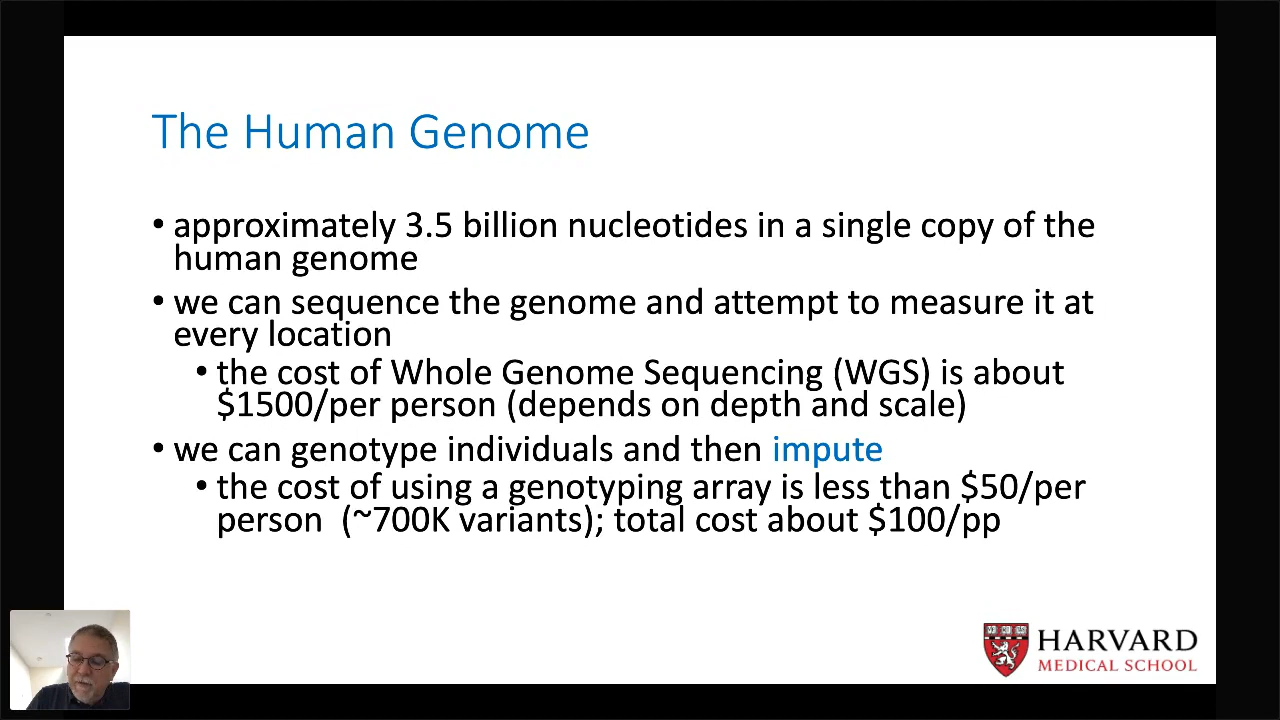 The Human Genome
• approximately 3.5 billion nucleotides in a single copy of the
human genome
• we can sequence the genome and attempt to measure it at
every location
• the cost of Whole Genome Sequencing (WGS) is about
$1500/per person (depends on depth and scale)
• we can genotype individuals and then impute
• the cost of using a genotyping array is less than $50/per
person (~700K variants); total cost about $100/pp
HARVARD
MEDICAL SCHOOL